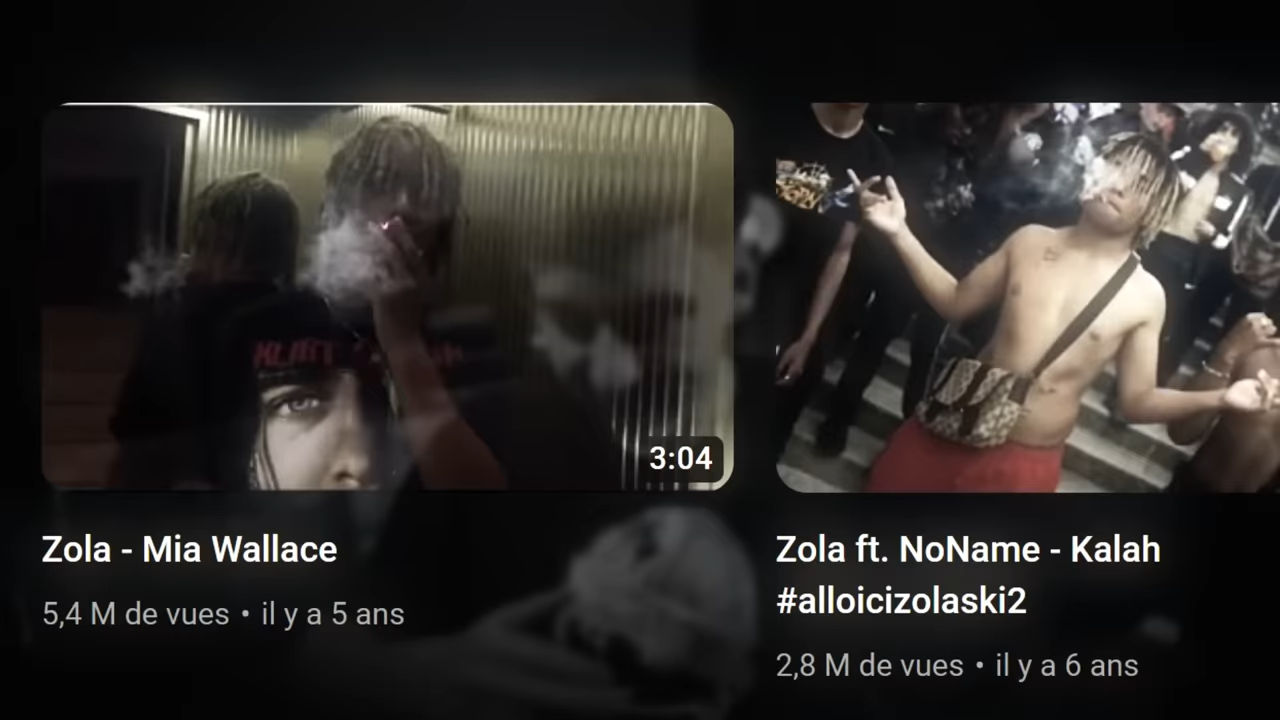 3:04
Zola - Mia Wallace
5,4 M de vues • il y a 5 ans
Zola ft. NoName - Kalah
#alloicizolaski2
2,8 M de vues • il y a 6 ans